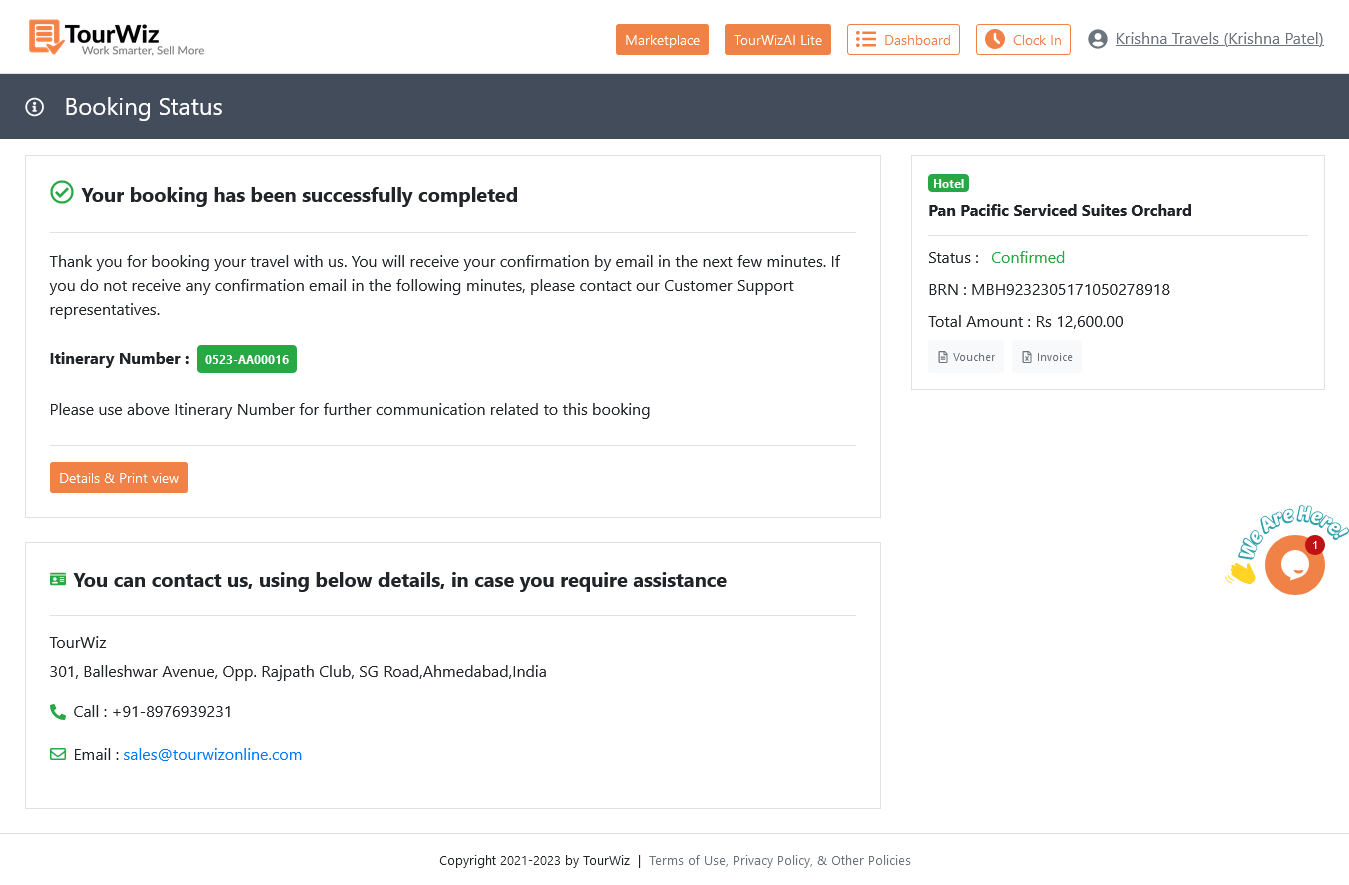 TourWiz
Work Smarter, Sell More
Marketplace
TourWizAI Lite
Dashboard
Clock In
Krishna Travels (Krishna Patel)
Booking Status
Your booking has been successfully completed
Thank you for booking your travel with us. You will receive your confirmation by email in the next few minutes. If
you do not receive any confirmation email in the following minutes, please contact our Customer Support
representatives.
Itinerary Number : 0523-AA00016
Please use above Itinerary Number for further communication related to this booking
Details & Print view
Hotel
Pan Pacific Serviced Suites Orchard
Status : Confirmed
BRN : MBH9232305171050278918
Total Amount : Rs 12,600.00
Voucher
Invoice
We Are Here!
1
You can contact us, using below details, in case you require assistance
TourWiz
301, Balleshwar Avenue, Opp. Rajpath Club, SG Road,Ahmedabad,India
Call : +91-8976939231
Email : sales@tourwizonline.com
Copyright 2021-2023 by TourWiz | Terms of Use, Privacy Policy, & Other Policies